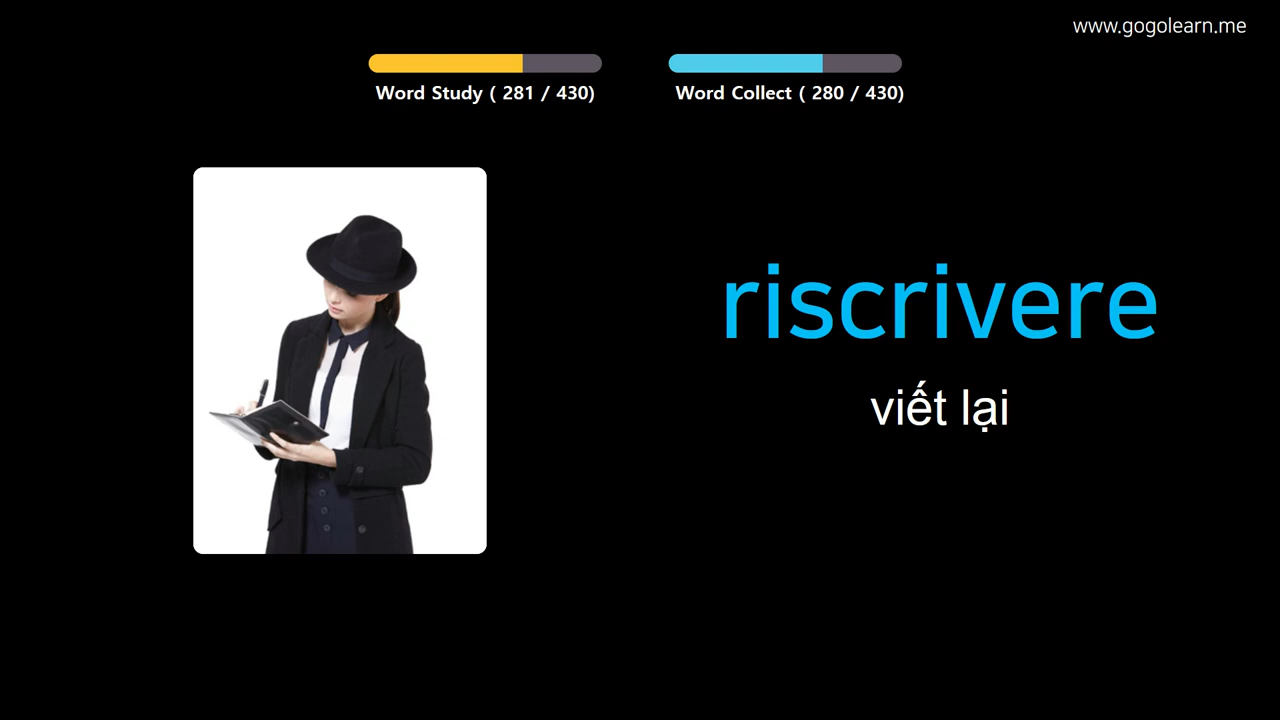 www.gogolearn.me
Word Study ( 281 / 430)
Word Collect ( 280 / 430)
riscrivere
viết lại